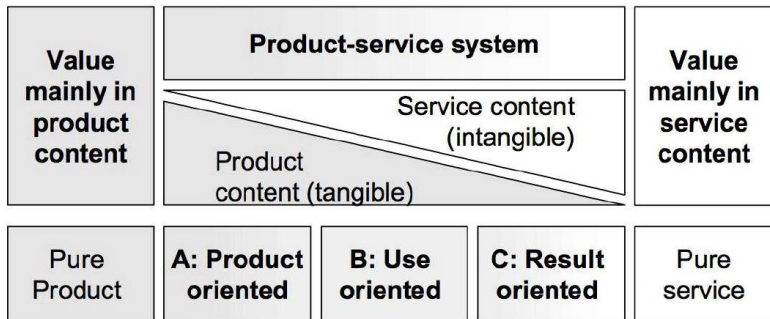 Value
mainly in
product
content
Product-service system
Service content
(intangible)
Product
content (tangible)
Value
mainly in
service
content
Pure
Product
A: Product
oriented
B: Use
oriented
C: Result
oriented
Pure
service